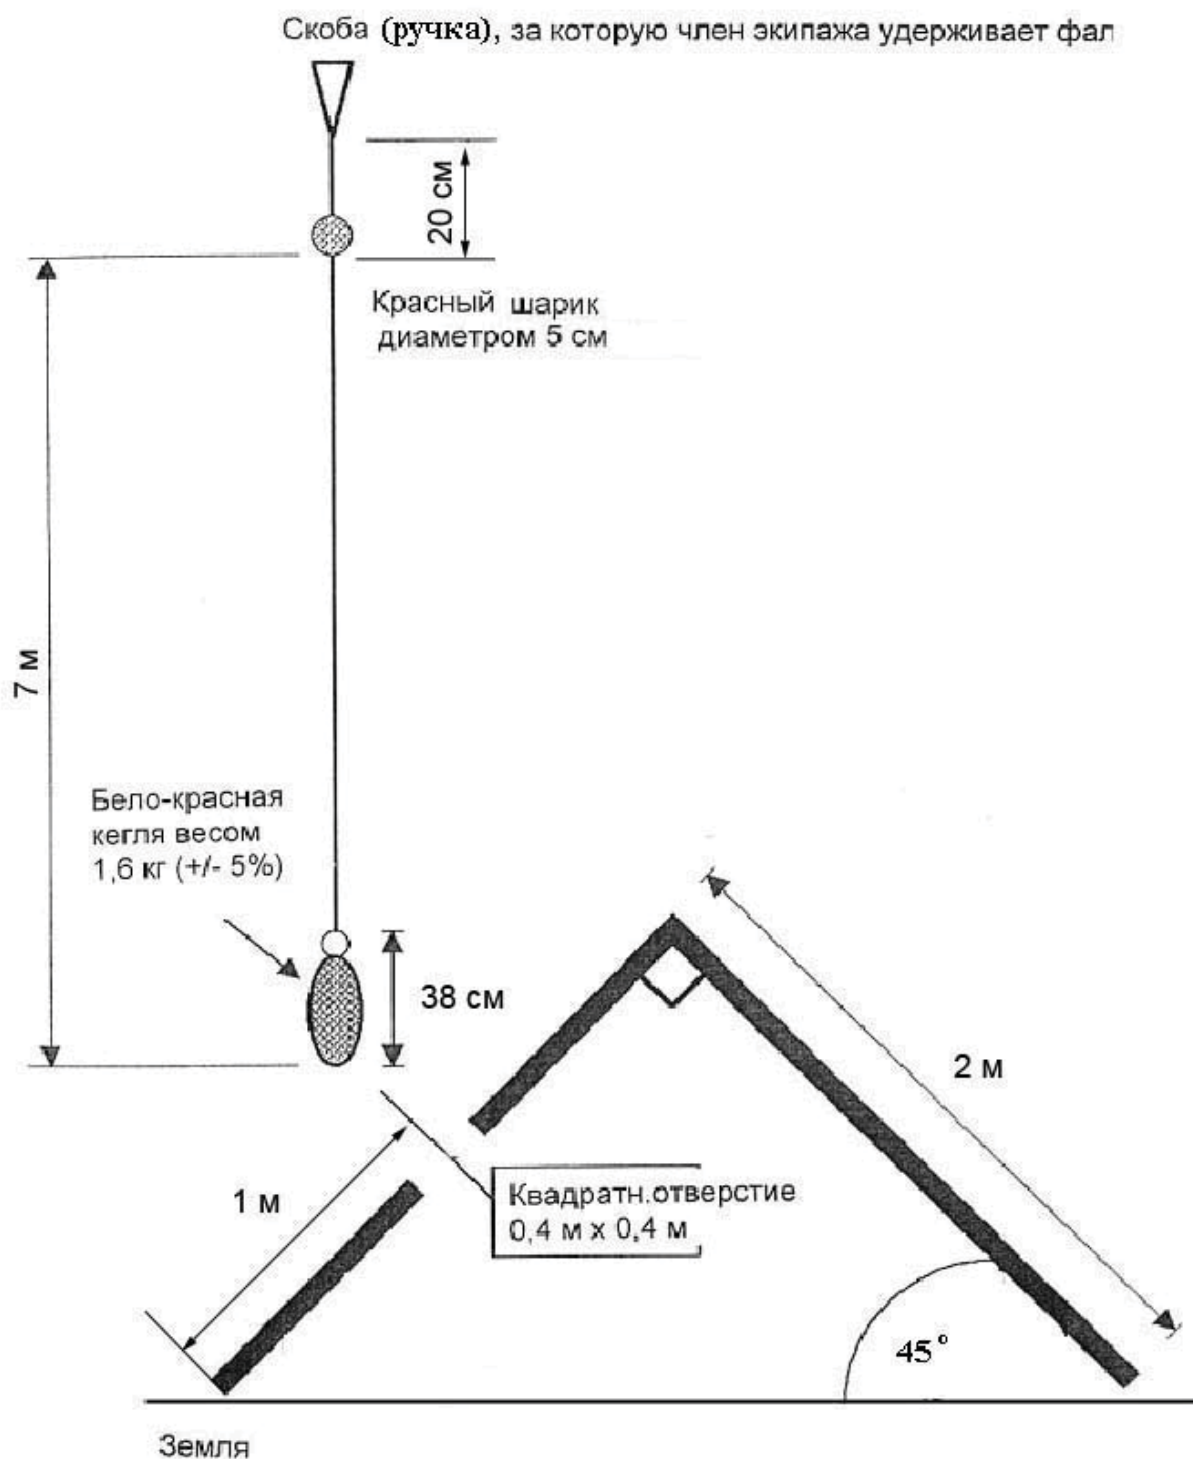 Скоба (ручка), за которую член экипажа удерживает фал
20 см
Красный шарик
диаметром 5 см
7 м
Бело-красная
кегля весом
1,6 кг (+/- 5%)
38 см
2 м
1 м
Квадратн.отверстие
0,4 м х 0,4 м
45°
Земля